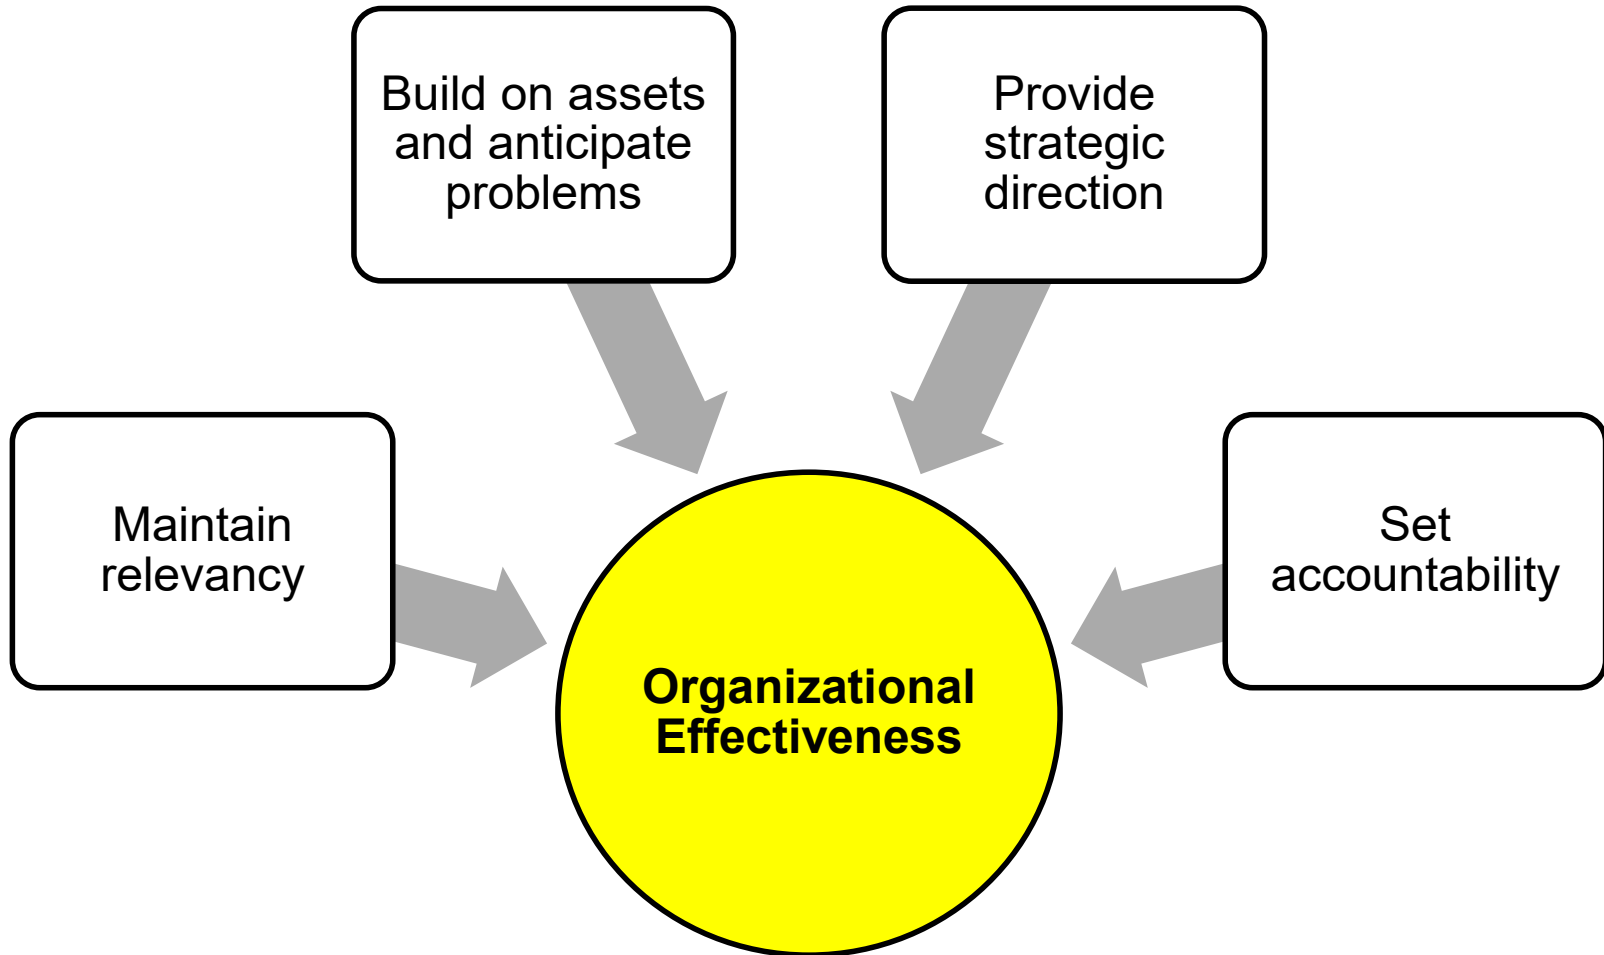 Build on assets
and anticipate
problems
Provide
strategic
direction
Maintain
relevancy
Set
accountability
Organizational
Effectiveness